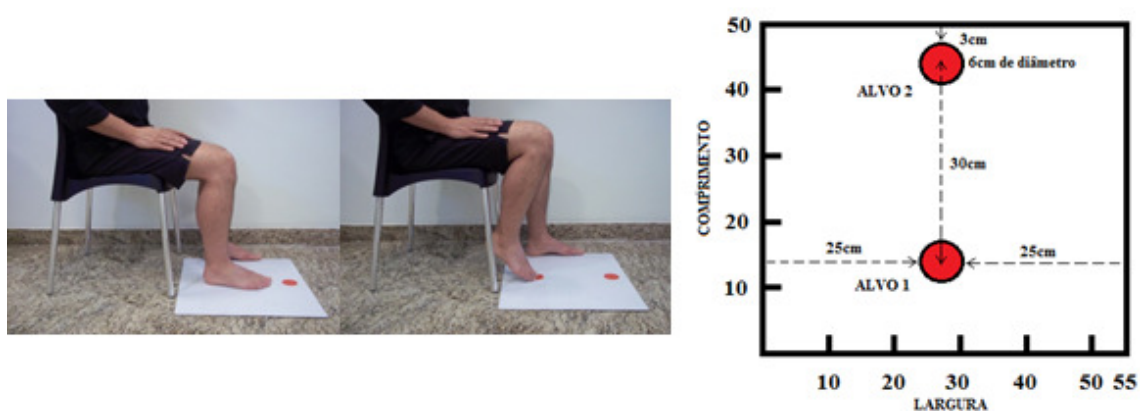 50
3cm
6cm de diâmetro
40
ALVO 2
COMPRIMENTO
30
30cm
20
25cm
25cm
ALVO 1
10
10 20 30 40 50 55
LARGURA